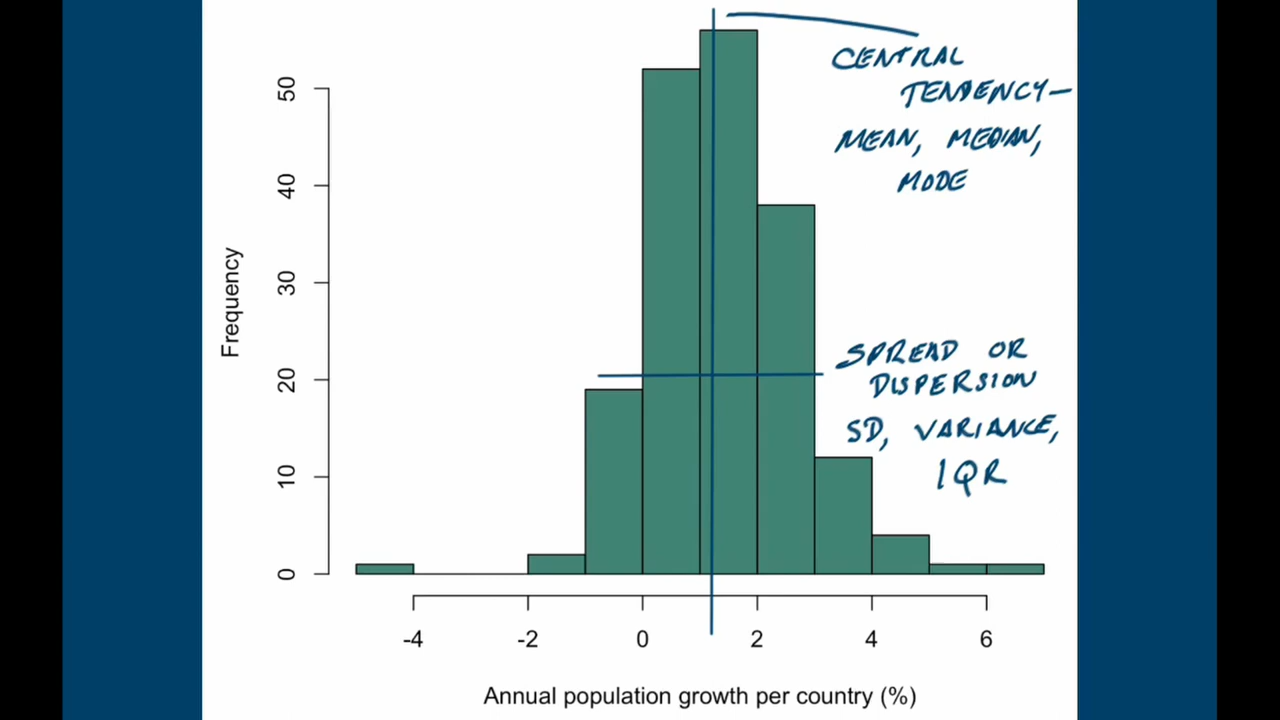 CENTRAL
TENDENCY—
MEAN, MEDIAN,
MODE
SPREAD OR
DISPERSION
SD, VARIANCE,
IQR
Frequency
50
40
30
20
10
0
-4 -2 0 2 4 6
Annual population growth per country (%)